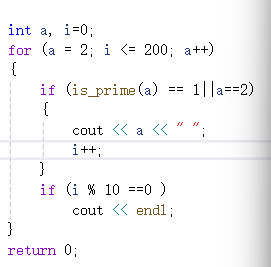 int a, i=0;
for (a = 2; i <= 200; a++)
{
if (is_prime(a) == 1||a==2)
{
cout << a << " ";
i++;
}
if (i % 10 ==0 )
cout << endl;
}
return 0;